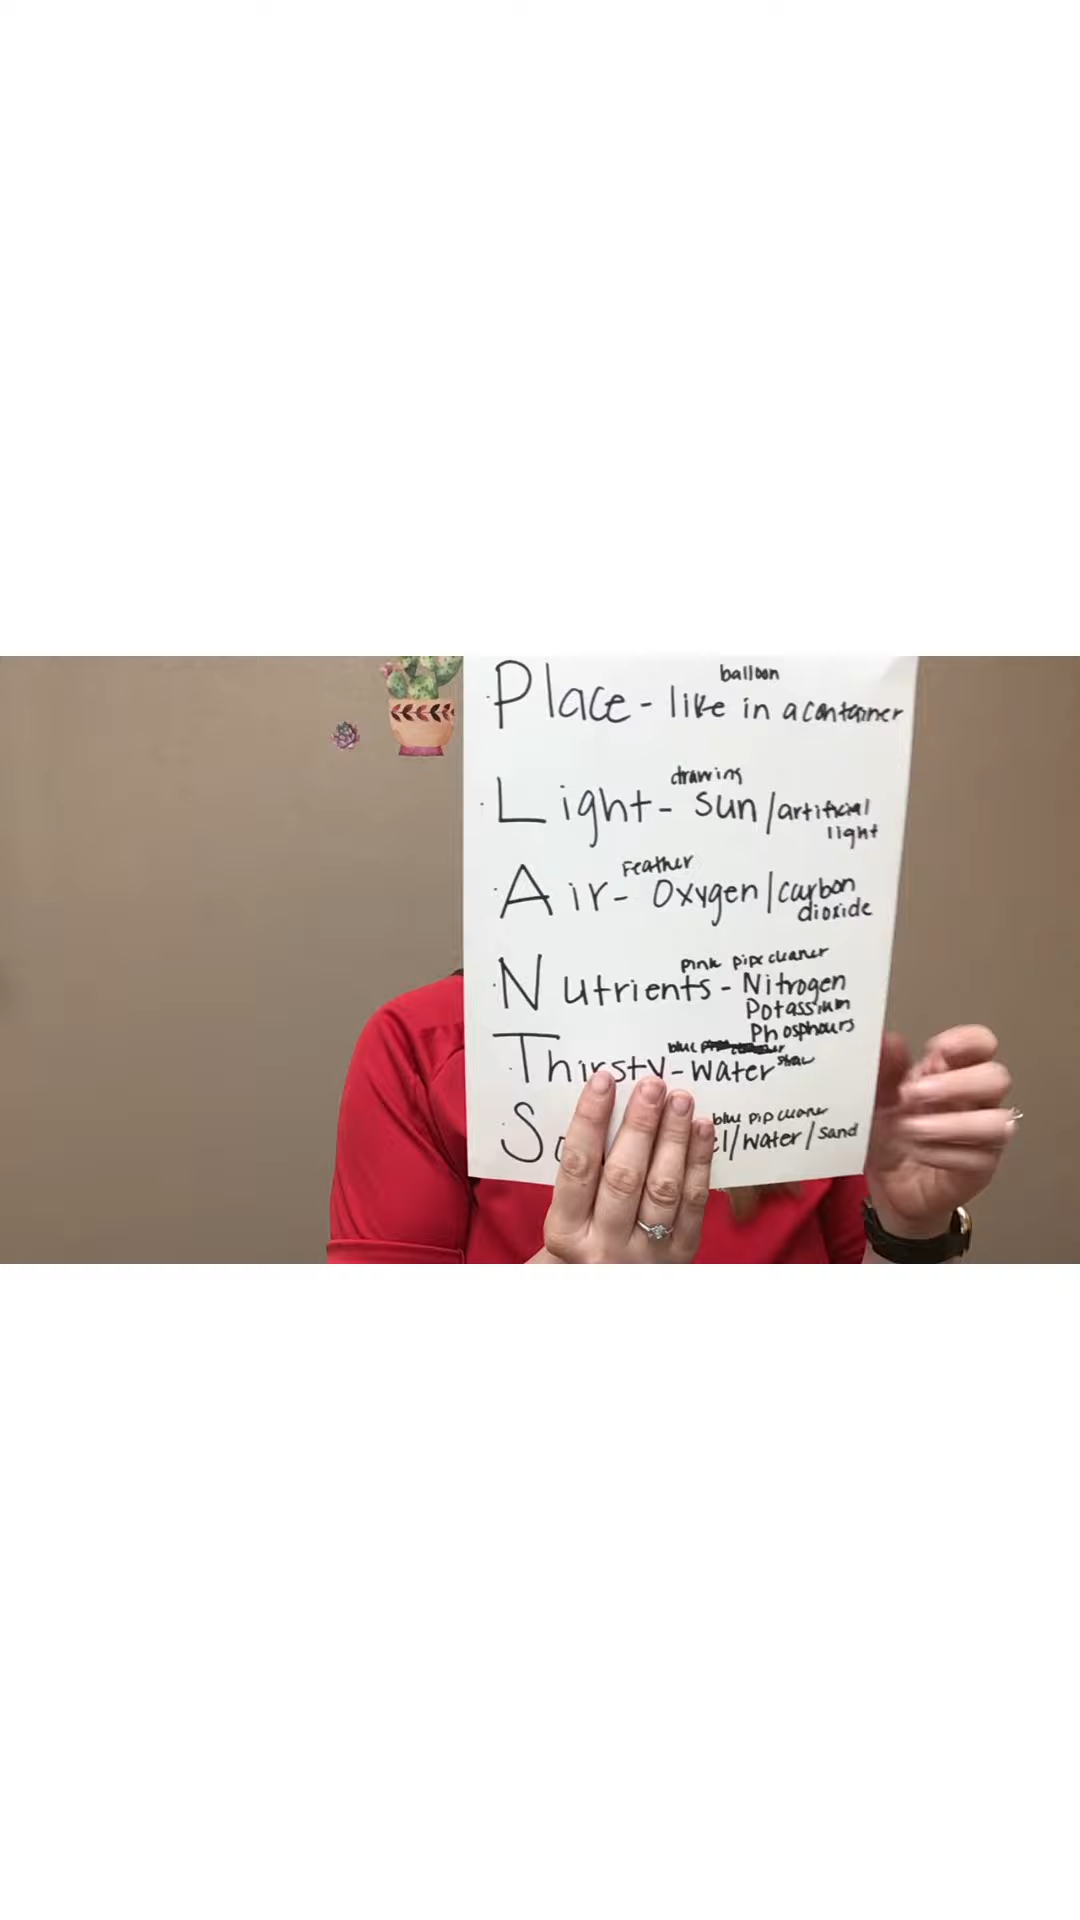 balloon
Place - like in a container
drawing
Light - sun / artificial
light
Feather
Air - Oxygen / carbon
dioxide
pink pipe cleaner
Nutrients - Nitrogen
Potassium
Phosphours
blue
Thirsty - water straw
blue pip cleaner
/ water / sand